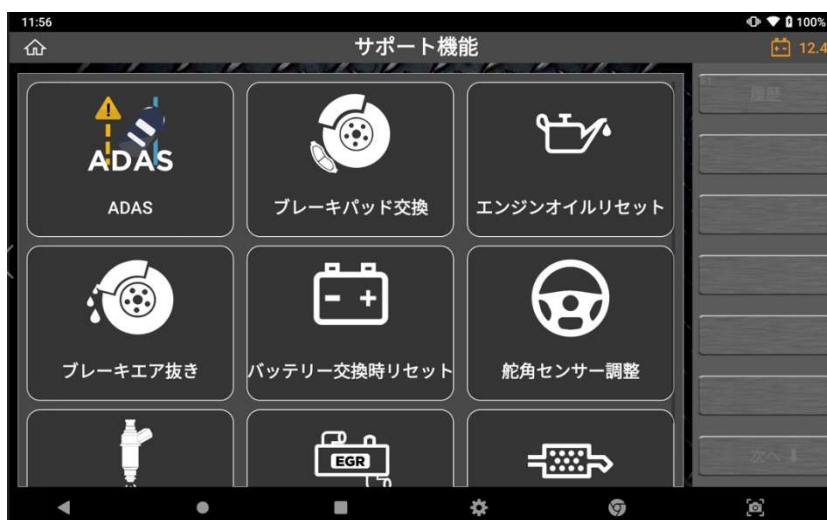 11:56
100%
サポート機能
12.4
ADAS
ADAS
ブレーキパッド交換
エンジンオイルリセット
履歴
ブレーキエア抜き
バッテリー交換時リセット
舵角センサー調整
EGR
次へ